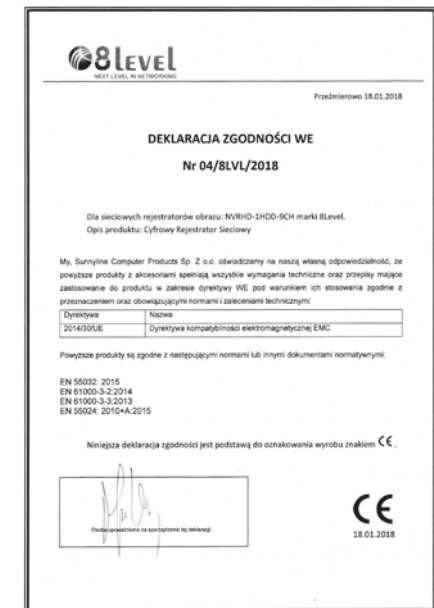 8level
NEXT LEVEL IN NETWORKING
Przeźmierowo 18.01.2018
DEKLARACJA ZGODNOŚCI WE
Nr 04/8LVL/2018
Dla sieciowych rejestratorów obrazu: NVRHD-1HDD-9CH marki 8Level.
Opis produktu: Cyfrowy Rejestrator Sieciowy
My, Sunnyline Computer Products Sp. Z o.o. oświadczamy na naszą własną odpowiedzialność, że
powyższe produkty z akcesoriami spełniają wszystkie wymagania techniczne oraz przepisy mające
zastosowanie do produktu w zakresie dyrektywy WE pod warunkiem ich stosowania zgodnie z
przeznaczeniem oraz obowiązującymi normami i zaleceniami technicznymi:
Dyrektywa Nazwa
2014/30/UE Dyrektywa kompatybilności elektromagnetycznej EMC
Powyższe produkty są zgodne z następującymi normami lub innymi dokumentami normatywnymi:
EN 55032: 2015
EN 61000-3-2:2014
EN 61000-3-3:2013
EN 55024: 2010+A:2015
Niniejsza deklaracja zgodności jest podstawą do oznakowania wyrobu znakiem CE .
Osoba upoważniona za sporządzenie tej deklaracji.
CE
18.01.2018